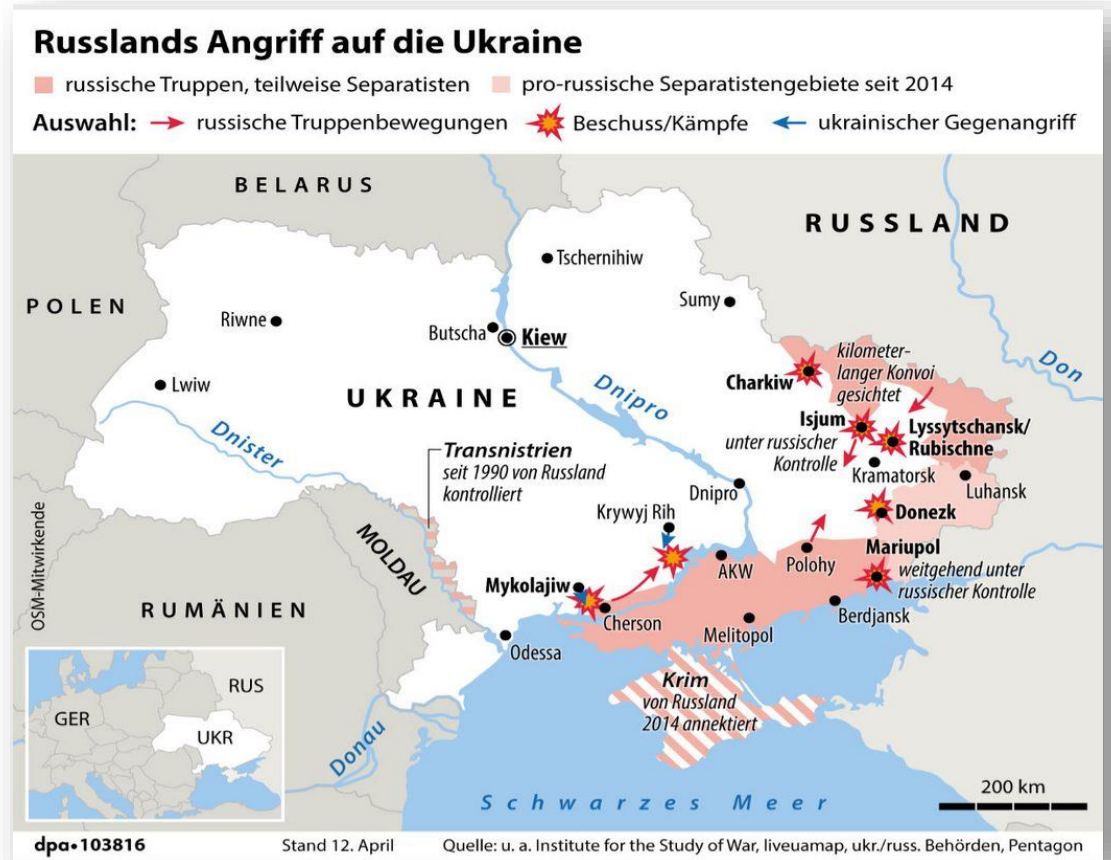 Russlands Angriff auf die Ukraine
russische Truppen, teilweise Separatisten
pro-russische Separatistengebiete seit 2014
Auswahl:
russische Truppenbewegungen
Beschuss/Kämpfe
ukrainischer Gegenangriff
BELARUS
RUSSLAND
POLEN
Tschernihiw
Sumy
Riwne
Butscha
Kiew
Lwiw
UKRAINE
Dnipro
Don
Charkiw
kilometer-
langer Konvoi
gesichtet
Isjum
unter russischer
Kontrolle
Lyssytschansk/
Rubischne
Kramatorsk
Luhansk
Dnister
Transnistrien
seit 1990 von Russland
kontrolliert
Dnipro
Krywyj Rih
Donezk
MOLDAU
Mykolajiw
AKW
Polohy
Mariupol
weitgehend unter
russischer Kontrolle
Cherson
Melitopol
Berdjansk
Odessa
RUMÄNIEN
OSM-Mitwirkende
Krim
von Russland
2014 annektiert
RUS
GER
UKR
Donau
Schwarzes Meer
200 km
dpa•103816
Stand 12. April
Quelle: u. a. Institute for the Study of War, liveuamap, ukr./russ. Behörden, Pentagon